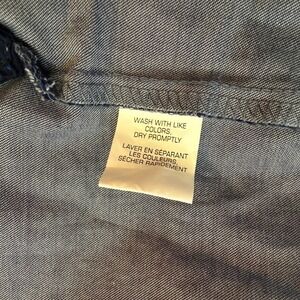 WASH WITH LIKE
COLORS,
DRY PROMPTLY
LAVER EN SÉPARANT
LES COULEURS,
SÉCHER RAPIDEMENT